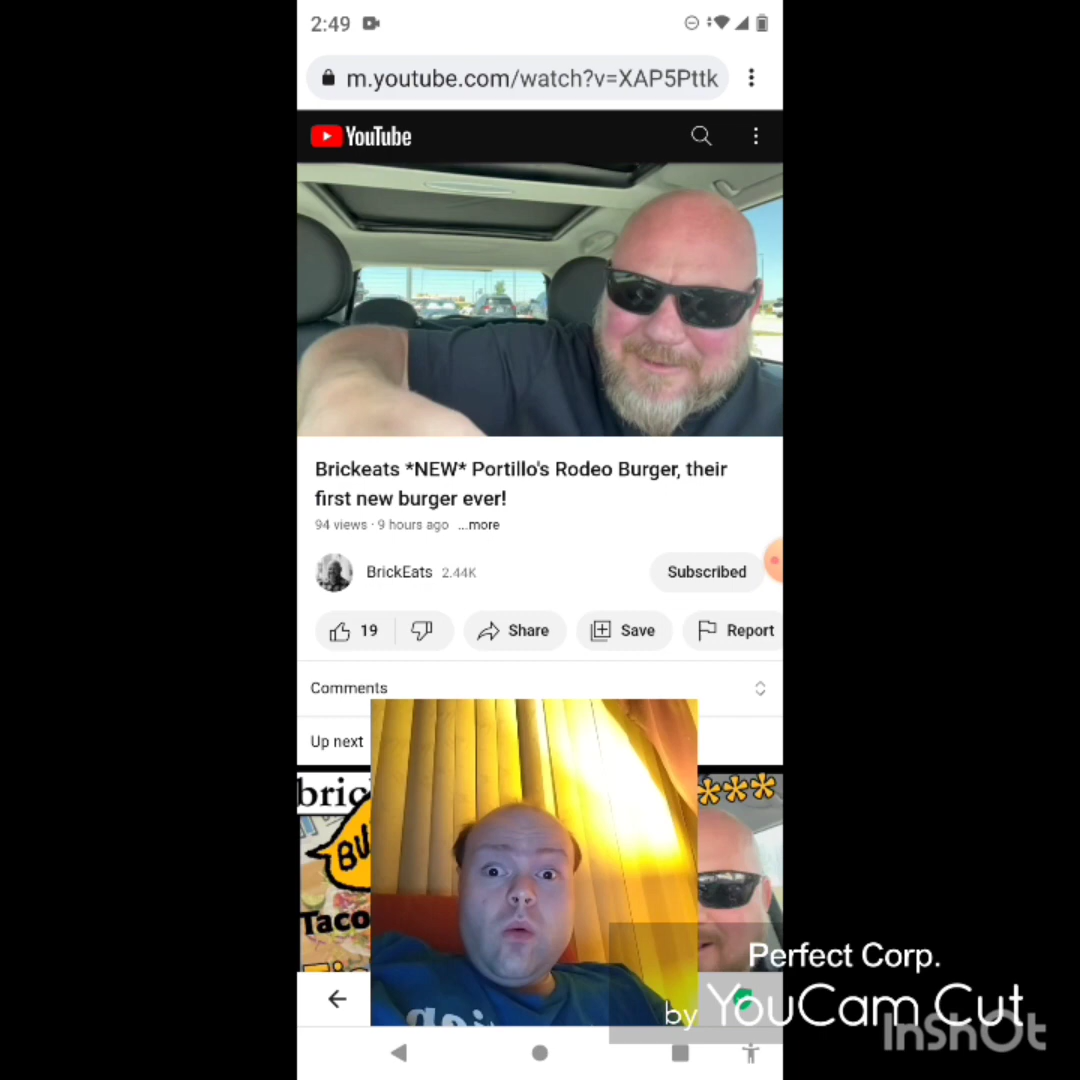 2:49
m.youtube.com/watch?v=XAP5Pttk
YouTube
Brickeats *NEW* Portillo's Rodeo Burger, their
first new burger ever!
94 views · 9 hours ago ...more
BrickEats 2.44K
Subscribed
19
Share
Save
Report
Comments
Up next
bric
***
BU
Taco
Perfect Corp.
by YouCam Cut
InShOt